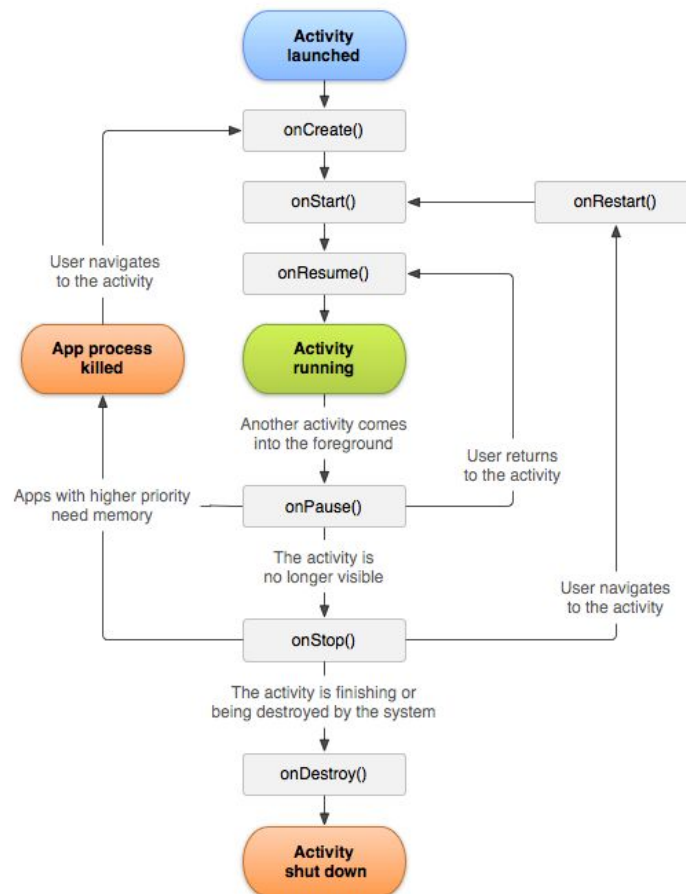 Activity
launched
onCreate()
onStart()
onRestart()
User navigates
to the activity
onResume()
App process
killed
Activity
running
Another activity comes
into the foreground
User returns
to the activity
Apps with higher priority
need memory
onPause()
The activity is
no longer visible
User navigates
to the activity
onStop()
The activity is finishing or
being destroyed by the system
onDestroy()
Activity
shut down